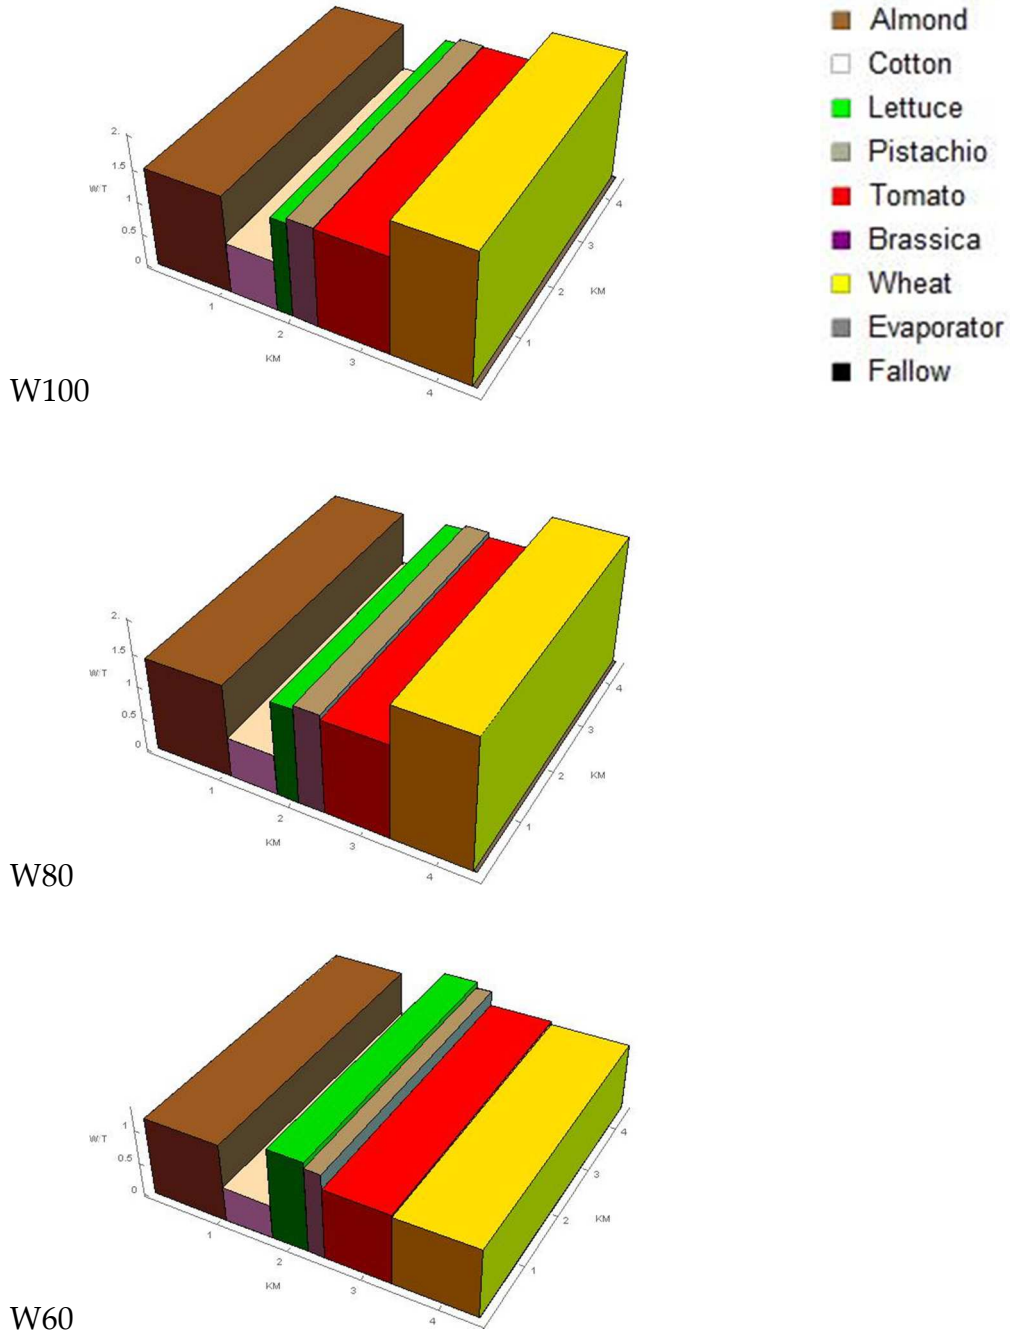 Almond
Cotton
Lettuce
Pistachio
Tomato
Brassica
Wheat
Evaporator
Fallow
2.
1.5
W:T
1
0.5
0
1
2
KM
3
4
1
2
KM
3
4
W100
2.
1.5
W:T
1
0.5
0
1
2
KM
3
4
1
2
KM
3
4
W80
1
W:T
0.5
0
1
2
KM
3
4
1
2
KM
3
4
W60